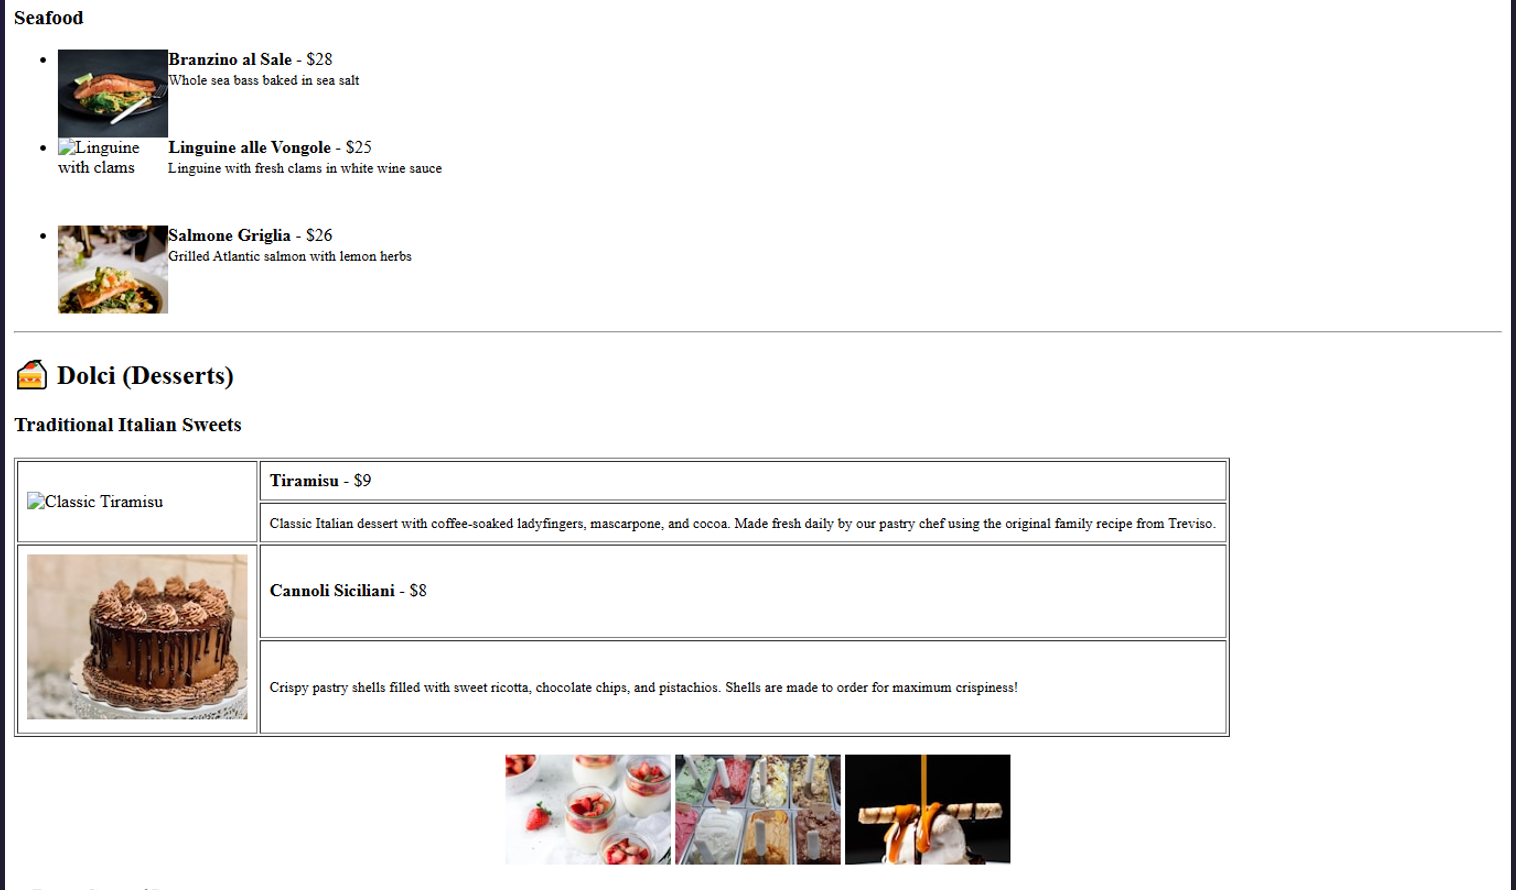 Seafood
Branzino al Sale - $28
Whole sea bass baked in sea salt
Linguine
with clams
Linguine alle Vongole - $25
Linguine with fresh clams in white wine sauce
Salmone Griglia - $26
Grilled Atlantic salmon with lemon herbs
Dolci (Desserts)
Traditional Italian Sweets
Classic Tiramisu
Tiramisu - $9
Classic Italian dessert with coffee-soaked ladyfingers, mascarpone, and cocoa. Made fresh daily by our pastry chef using the original family recipe from Treviso.
Cannoli Siciliani - $8
Crispy pastry shells filled with sweet ricotta, chocolate chips, and pistachios. Shells are made to order for maximum crispiness!